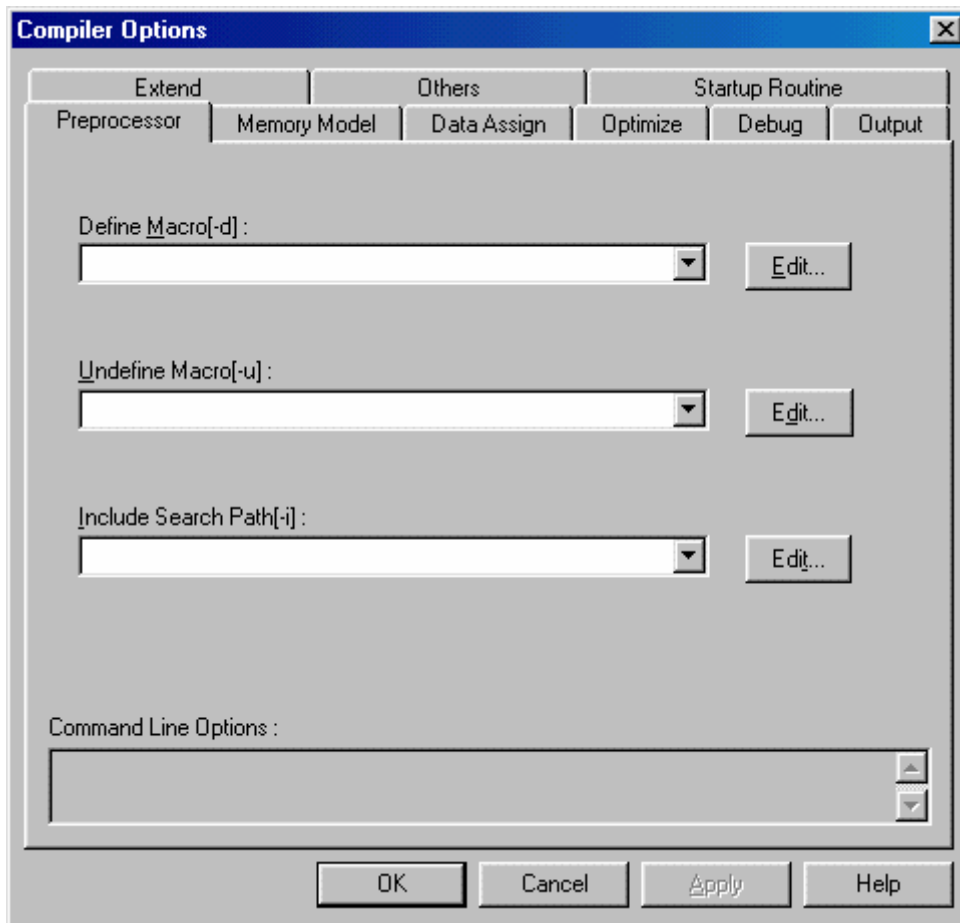 Compiler Options
Extend Others Startup Routine
Preprocessor Memory Model Data Assign Optimize Debug Output
Define Macro[-d] :
Edit...
Undefine Macro[-u] :
Edit...
Include Search Path[-i] :
Edit...
Command Line Options :
OK Cancel Apply Help